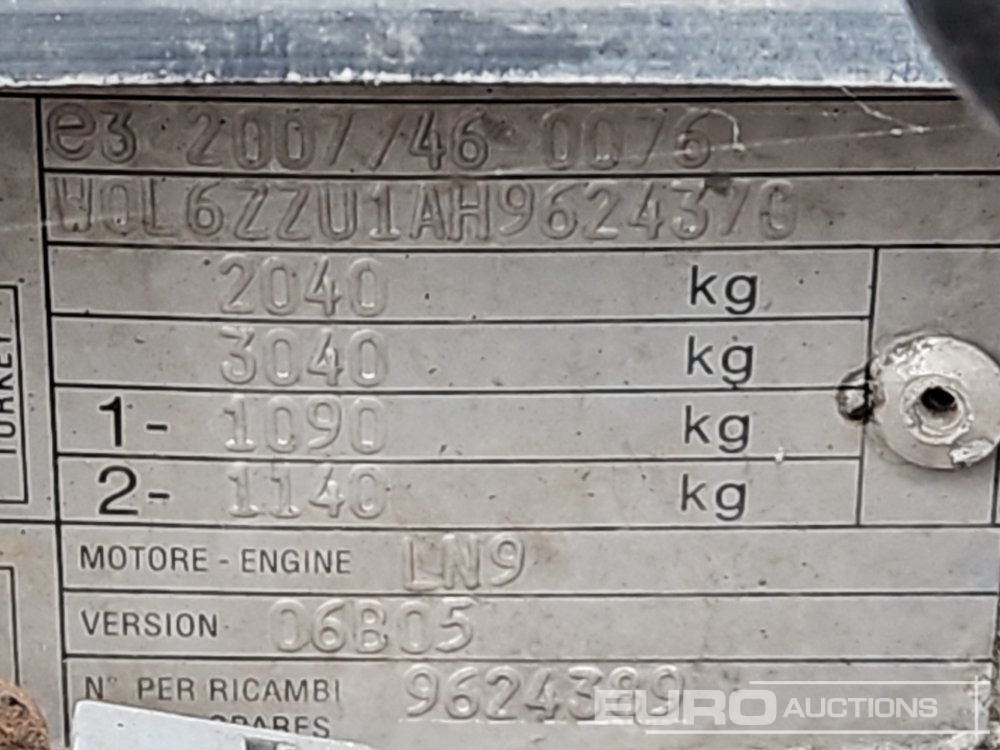 e3 2007/46 0076
W0L6ZZU1AH9624370
2040 kg
3040 kg
1- 1090 kg
2- 1140 kg
MOTORE - ENGINE LN9
VERSION 06B05
N° PER RICAMBI 9624389
SPARES
EURO AUCTIONS